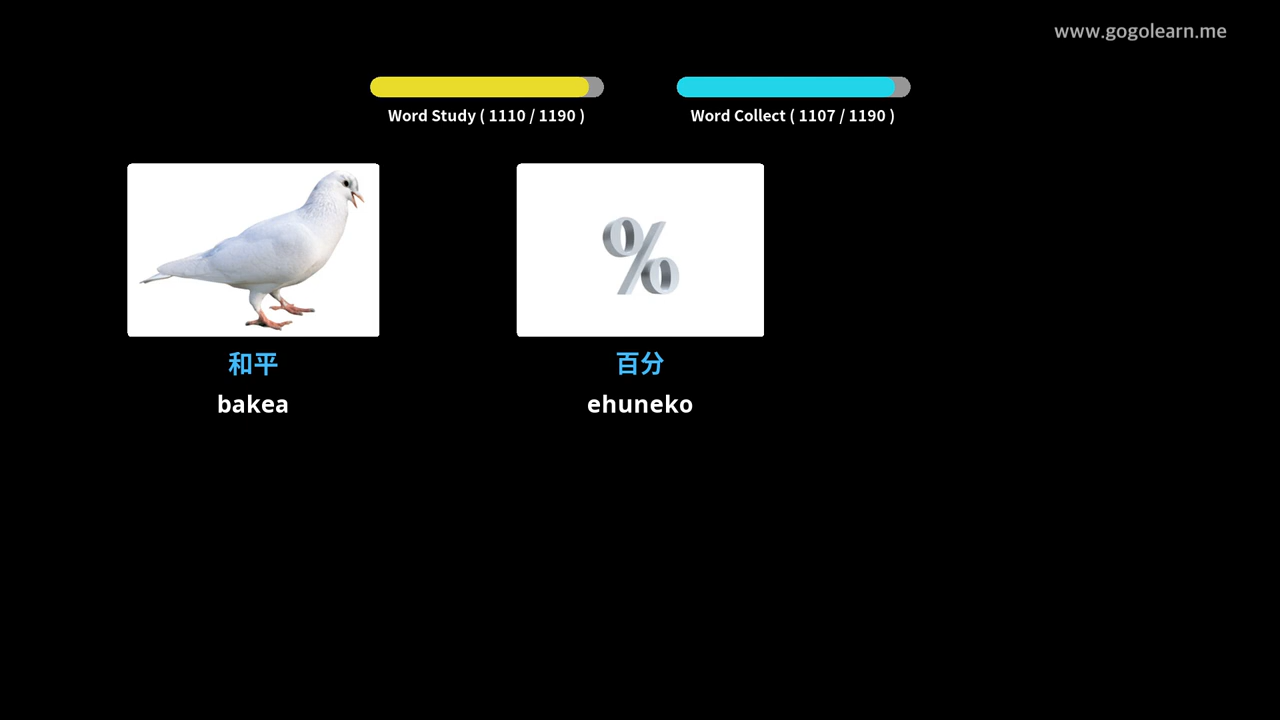 www.gogolearn.me
Word Study ( 1110 / 1190 )
Word Collect ( 1107 / 1190 )
%
和平
百分
bakea
ehuneko